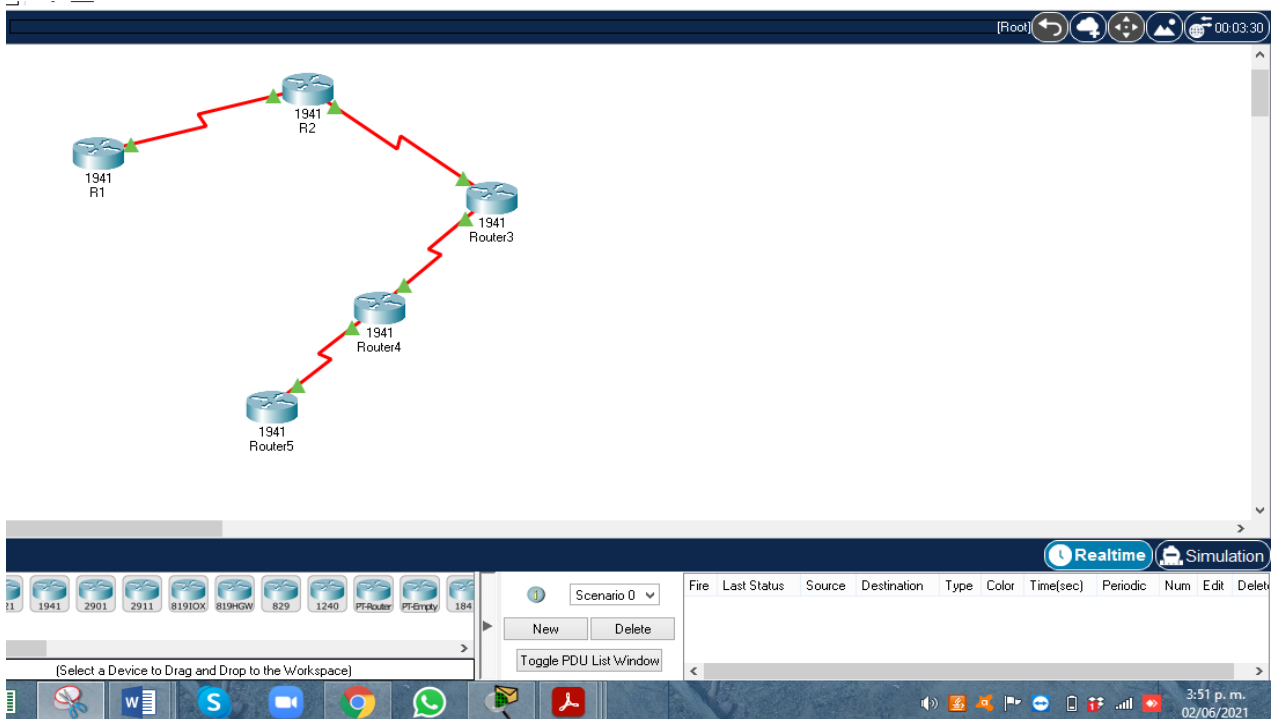 [Root]
00:03:30
1941
R2
1941
R1
1941
Router3
1941
Router4
1941
Router5
Realtime
Simulation
1941
2901
2911
819IOX
819HGW
829
1240
PT-Router
PT-Empty
184
(Select a Device to Drag and Drop to the Workspace)
Scenario 0
New
Delete
Toggle PDU List Window
Fire Last Status Source Destination Type Color Time(sec) Periodic Num Edit Delet
3:51 p. m.
02/06/2021